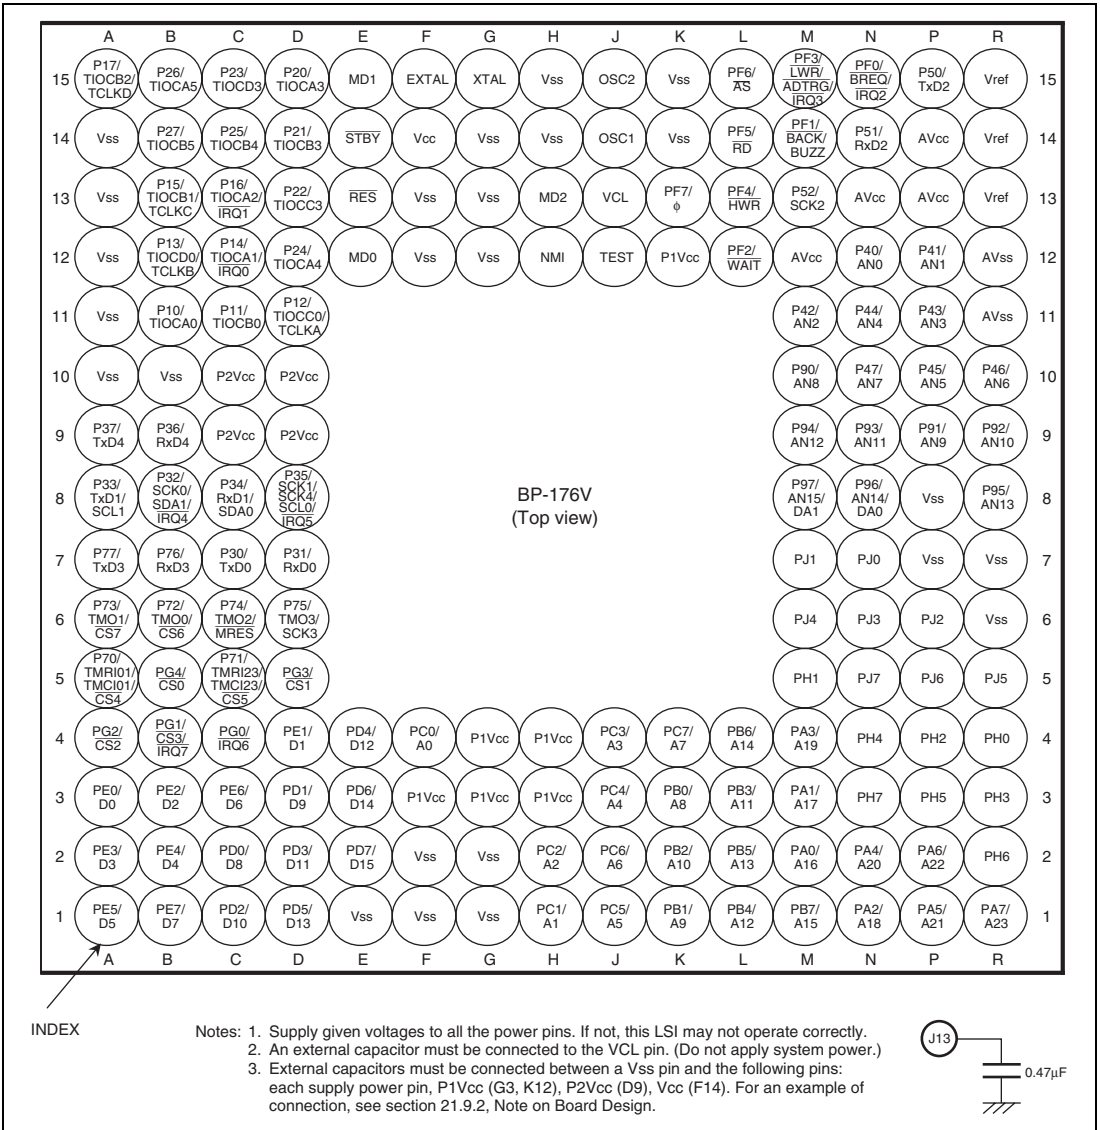 A B C D E F G H J K L M N P R
15 P17/TIOCB2/TCLKD P26/TIOCA5 P23/TIOCD3 P20/TIOCA3 MD1 EXTAL XTAL Vss OSC2 Vss PF6/AS PF3/LWR/ADTRG/IRQ3 PF0/BREQ/IRQ2 P50/TxD2 Vref 15
14 Vss P27/TIOCB5 P25/TIOCB4 P21/TIOCB3 STBY Vcc Vss Vss OSC1 Vss PF5/RD PF1/BACK/BUZZ P51/RxD2 AVcc Vref 14
13 Vss P15/TIOCB1/TCLKC P16/TIOCA2/IRQ1 P22/TIOCC3 RES Vss Vss MD2 VCL PF7/ϕ PF4/HWR P52/SCK2 AVcc AVcc Vref 13
12 Vss P13/TIOCD0/TCLKB P14/TIOCA1/IRQ0 P24/TIOCA4 MD0 Vss Vss NMI TEST P1Vcc PF2/WAIT AVcc P40/AN0 P41/AN1 AVss 12
11 Vss P10/TIOCA0 P11/TIOCB0 P12/TIOCC0/TCLKA P42/AN2 P44/AN4 P43/AN3 AVss 11
10 Vss Vss P2Vcc P2Vcc P90/AN8 P47/AN7 P45/AN5 P46/AN6 10
9 P37/TxD4 P36/RxD4 P2Vcc P2Vcc P94/AN12 P93/AN11 P91/AN9 P92/AN10 9
8 P33/TxD1/SCL1 P32/SCK0/SDA1/IRQ4 P34/RxD1/SDA0 P35/SCK1/SCK4/SCL0/IRQ5 BP-176V P97/AN15/DA1 P96/AN14/DA0 Vss P95/AN13 8
(Top view)
7 P77/TxD3 P76/RxD3 P30/TxD0 P31/RxD0 PJ1 PJ0 Vss Vss 7
6 P73/TMO1/CS7 P72/TMO0/CS6 P74/TMO2/MRES P75/TMO3/SCK3 PJ4 PJ3 PJ2 Vss 6
5 P70/TMRI01/TMCI01/CS4 PG4/CS0 P71/TMRI23/TMCI23/CS5 PG3/CS1 PH1 PJ7 PJ6 PJ5 5
4 PG2/CS2 PG1/CS3/IRQ7 PG0/IRQ6 PE1/D1 PD4/D12 PC0/A0 P1Vcc P1Vcc PC3/A3 PC7/A7 PB6/A14 PA3/A19 PH4 PH2 PH0 4
3 PE0/D0 PE2/D2 PE6/D6 PD1/D9 PD6/D14 P1Vcc P1Vcc P1Vcc PC4/A4 PB0/A8 PB3/A11 PA1/A17 PH7 PH5 PH3 3
2 PE3/D3 PE4/D4 PD0/D8 PD3/D11 PD7/D15 Vss Vss PC2/A2 PC6/A6 PB2/A10 PB5/A13 PA0/A16 PA4/A20 PA6/A22 PH6 2
1 PE5/D5 PE7/D7 PD2/D10 PD5/D13 Vss Vss Vss PC1/A1 PC5/A5 PB1/A9 PB4/A12 PB7/A15 PA2/A18 PA5/A21 PA7/A23 1
A B C D E F G H J K L M N P R
INDEX
Notes: 1. Supply given voltages to all the power pins. If not, this LSI may not operate correctly.
2. An external capacitor must be connected to the VCL pin. (Do not apply system power.)
3. External capacitors must be connected between a Vss pin and the following pins:
each supply power pin, P1Vcc (G3, K12), P2Vcc (D9), Vcc (F14). For an example of
connection, see section 21.9.2, Note on Board Design.
J13
0.47µF